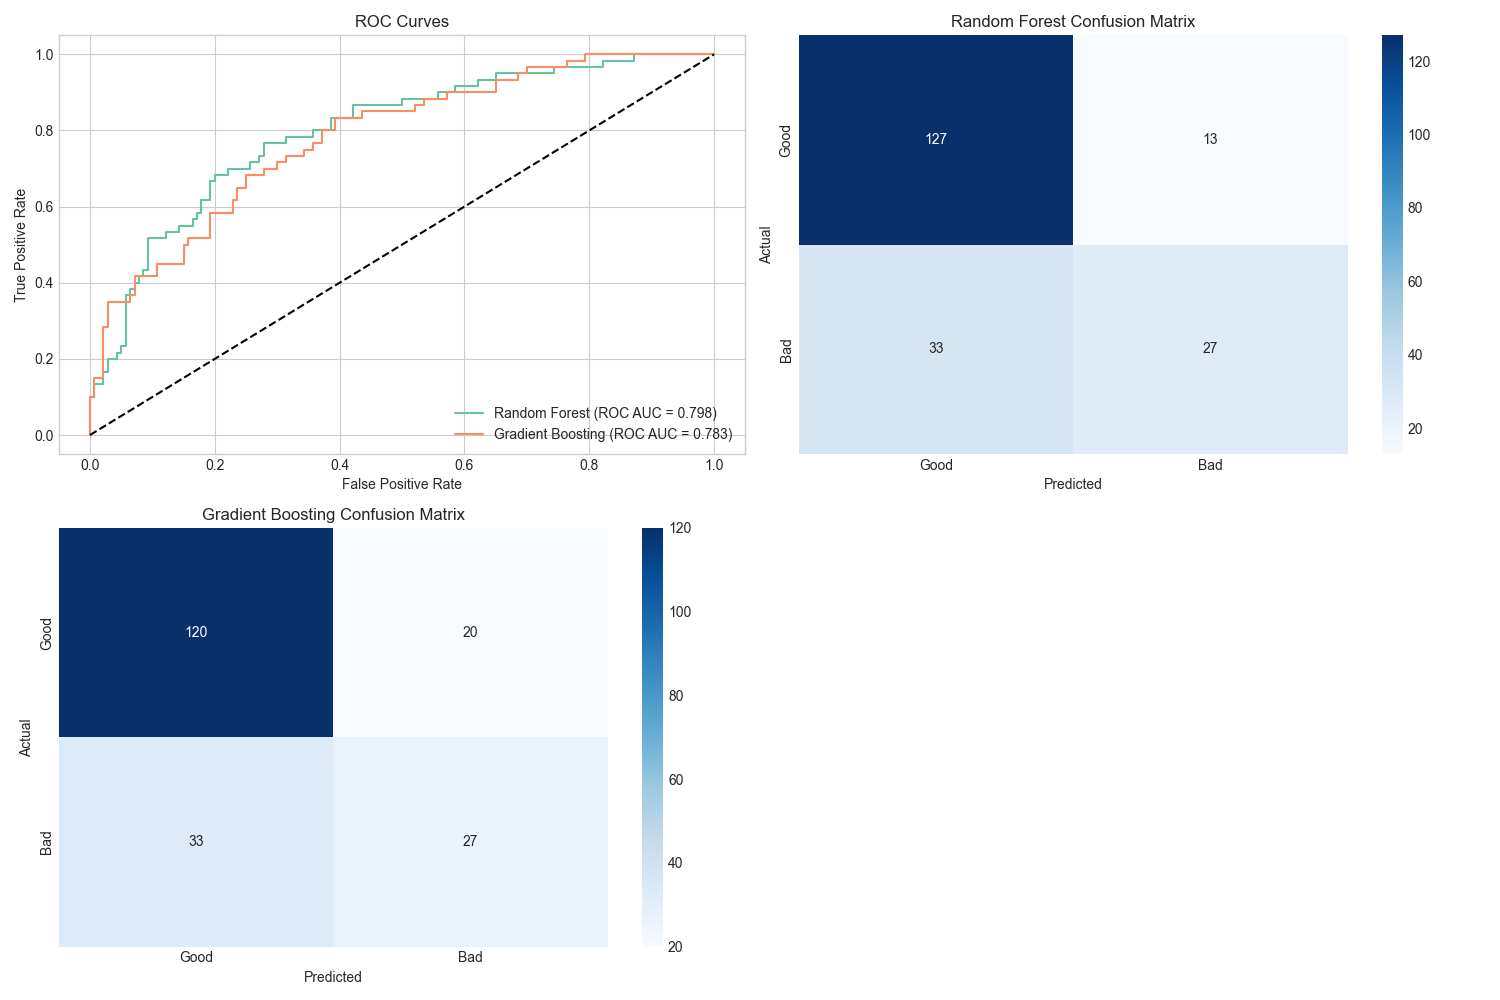 ROC Curves
1.0
0.8
0.6
0.4
0.2
0.0
True Positive Rate
0.0 0.2 0.4 0.6 0.8 1.0
False Positive Rate
Random Forest (ROC AUC = 0.798)
Gradient Boosting (ROC AUC = 0.783)
Random Forest Confusion Matrix
Actual
Good
127 13
Bad
33 27
Good Bad
Predicted
120
100
80
60
40
20
Gradient Boosting Confusion Matrix
Actual
Good
120 20
Bad
33 27
Good Bad
Predicted
120
100
80
60
40
20